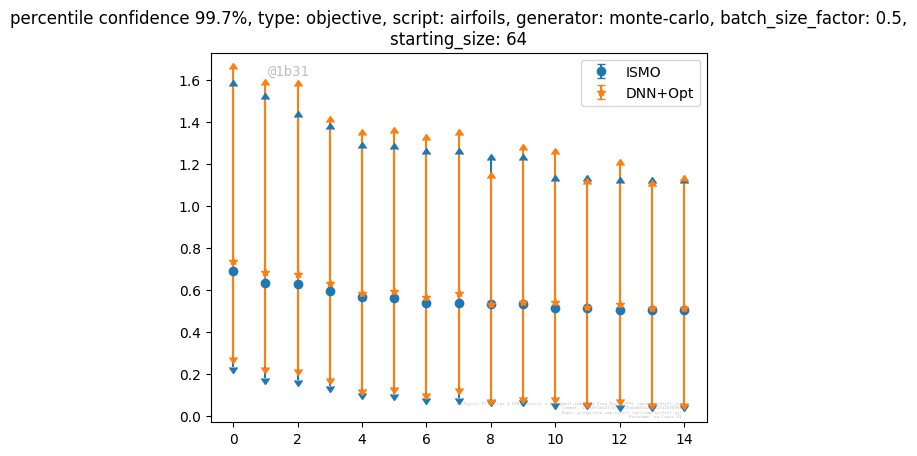 percentile confidence 99.7%, type: objective, script: airfoils, generator: monte-carlo, batch_size_factor: 0.5,
starting_size: 64
@1b31
ISMO
DNN+Opt
1.6
1.4
1.2
1.0
0.8
0.6
0.4
0.2
0.0
0 2 4 6 8 10 12 14